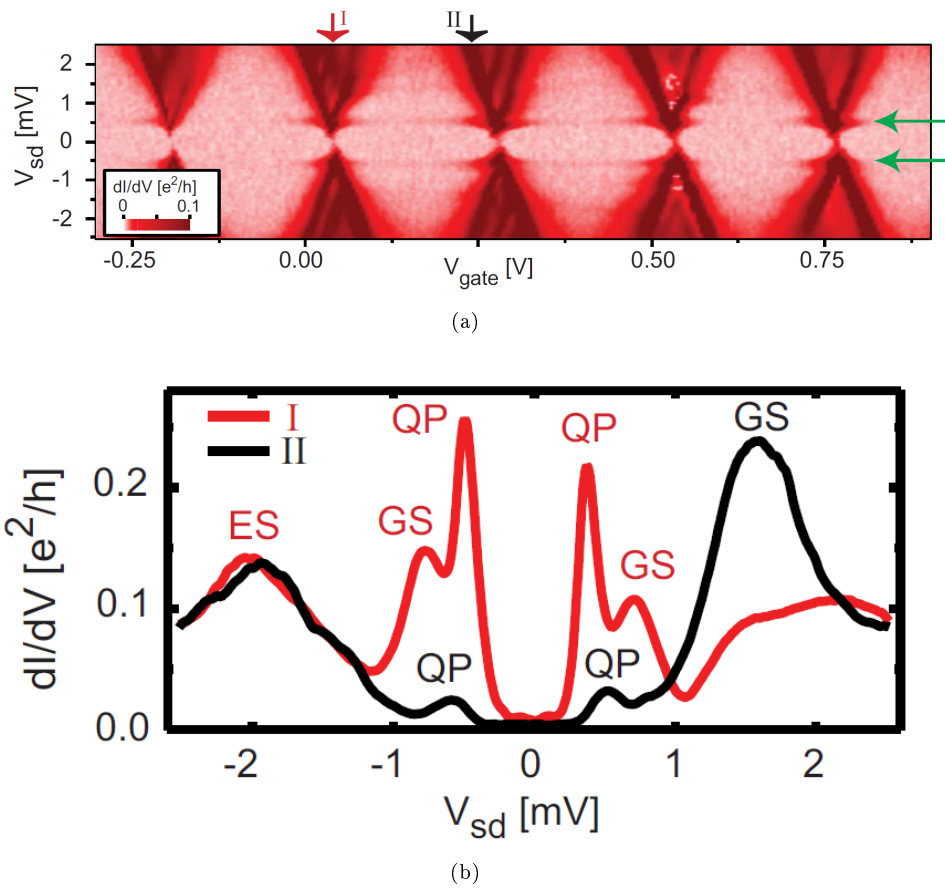 I II
V_sd [mV]
2
1
0
-1
-2
dI/dV [e²/h]
0 0.1
-0.25 0.00 0.50 0.75
V_gate [V]
(a)
I
II
QP QP GS
ES GS GS
QP QP
dI/dV [e²/h]
0.2
0.1
0.0
-2 -1 0 1 2
V_sd [mV]
(b)